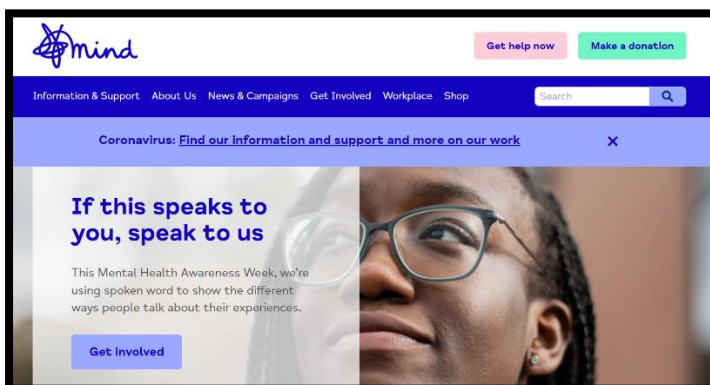 mind
Get help now
Make a donation
Information & Support
About Us
News & Campaigns
Get Involved
Workplace
Shop
Search
Coronavirus: Find our information and support and more on our work
If this speaks to
you, speak to us
This Mental Health Awareness Week, we're
using spoken word to show the different
ways people talk about their experiences.
Get involved